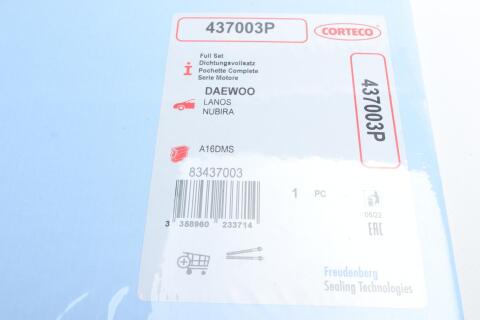 437003P
CORTECO
Full Set
Dichtungsvollsatz
Pochette Complete
Serie Motore
437003P
DAEWOO
LANOS
NUBIRA
A16DMS
83437003
1 PC
05/22
3 358960 233714
EAC
Freudenberg
Sealing Technologies